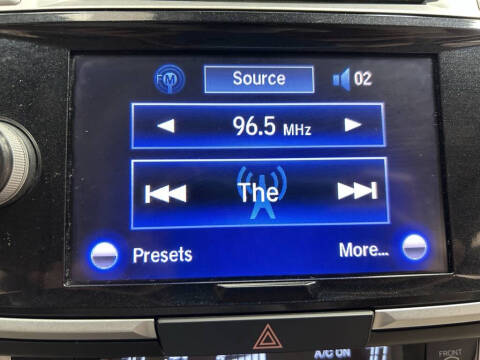 FM Source 02
96.5 MHz
The
Presets More...
A/C ON
FRONT